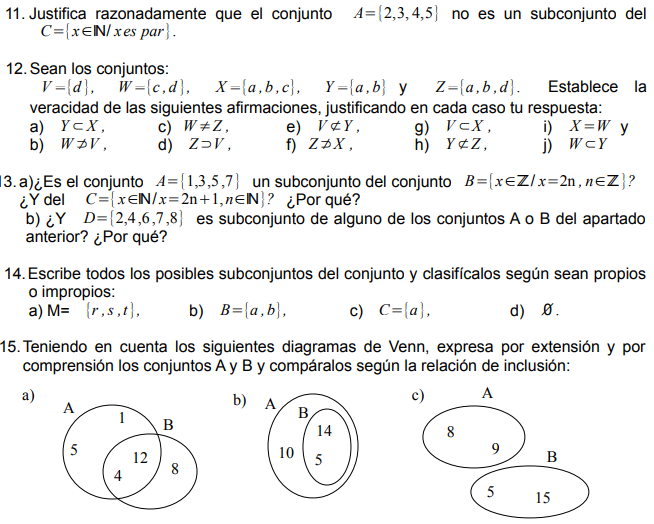 11. Justifica razonadamente que el conjunto A={2,3,4,5} no es un subconjunto del
C={x∈ℕ/x es par}.
12. Sean los conjuntos:
V={d}, W={c,d}, X={a,b,c}, Y={a,b} y Z={a,b,d}. Establece la
veracidad de las siguientes afirmaciones, justificando en cada caso tu respuesta:
a) Y⊂X, c) W≠Z, e) V⊄Y, g) V⊂X, i) X=W y
b) W⊅V, d) Z⊃V, f) Z⊅X, h) Y⊄Z, j) W⊂Y
13. a)¿Es el conjunto A={1,3,5,7} un subconjunto del conjunto B={x∈ℤ/x=2n,n∈ℤ}?
¿Y del C={x∈ℕ/x=2n+1,n∈ℕ}? ¿Por qué?
b) ¿Y D={2,4,6,7,8} es subconjunto de alguno de los conjuntos A o B del apartado
anterior? ¿Por qué?
14. Escribe todos los posibles subconjuntos del conjunto y clasifícalos según sean propios
o impropios:
a) M= {r,s,t}, b) B={a,b}, c) C={a}, d) Ø.
15. Teniendo en cuenta los siguientes diagramas de Venn, expresa por extensión y por
comprensión los conjuntos A y B y compáralos según la relación de inclusión:
a) A 1 B 5 12 4 8
b) A B 14 10 5
c) A 8 9 B 5 15